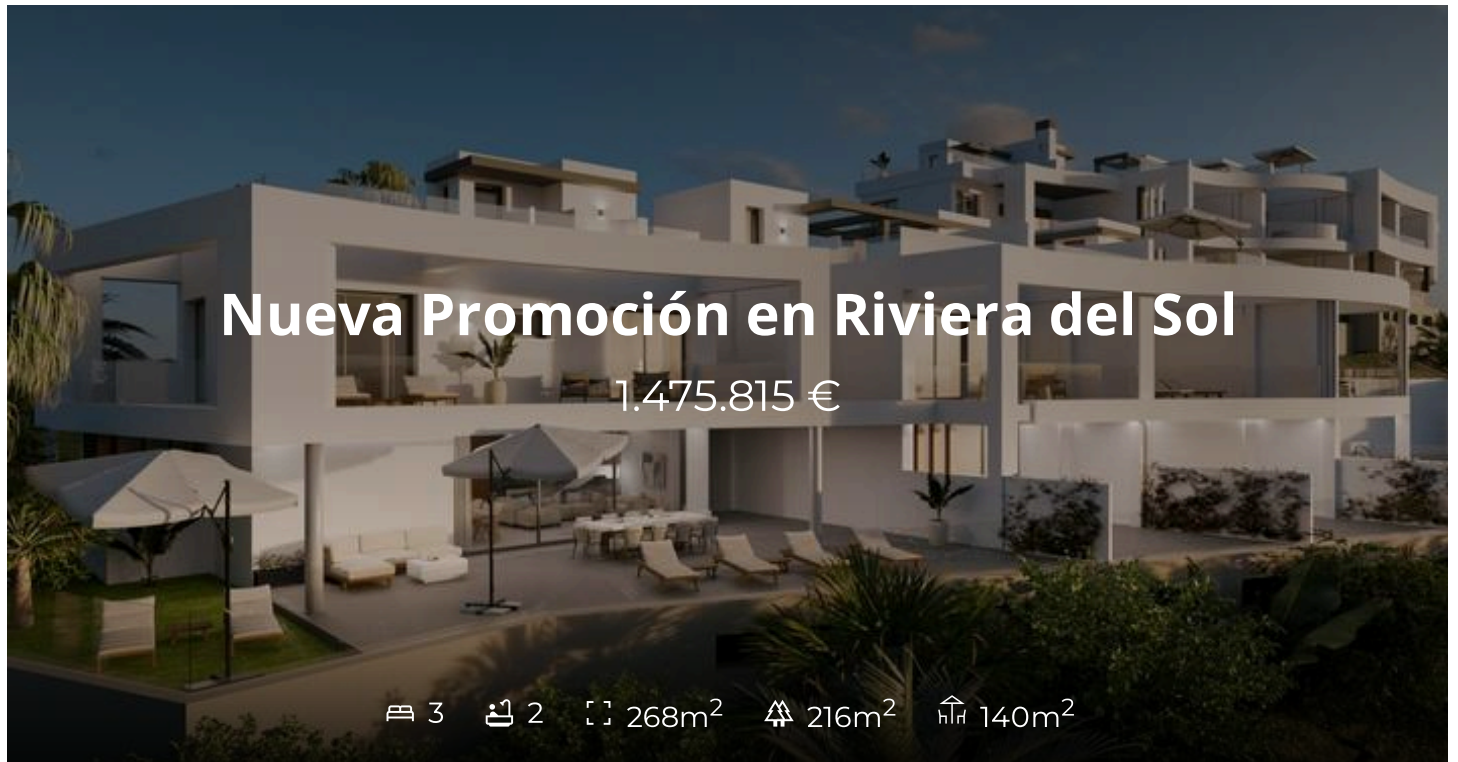 Nueva Promoción en Riviera del Sol
1.475.815 €
3 2 268m² 216m² 140m²